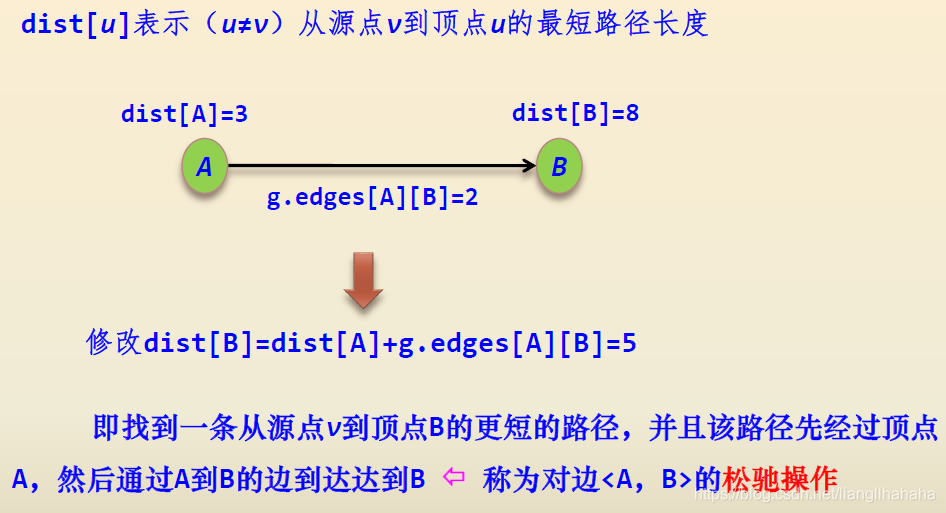 dist[u]表示（u≠v）从源点v到顶点u的最短路径长度
dist[A]=3
dist[B]=8
A
B
g.edges[A][B]=2
修改dist[B]=dist[A]+g.edges[A][B]=5
即找到一条从源点v到顶点B的更短的路径，并且该路径先经过顶点
A，然后通过A到B的边到达达到B ⇦ 称为对边<A，B>的松驰操作
https://blog.csdn.net/lianglihahaha